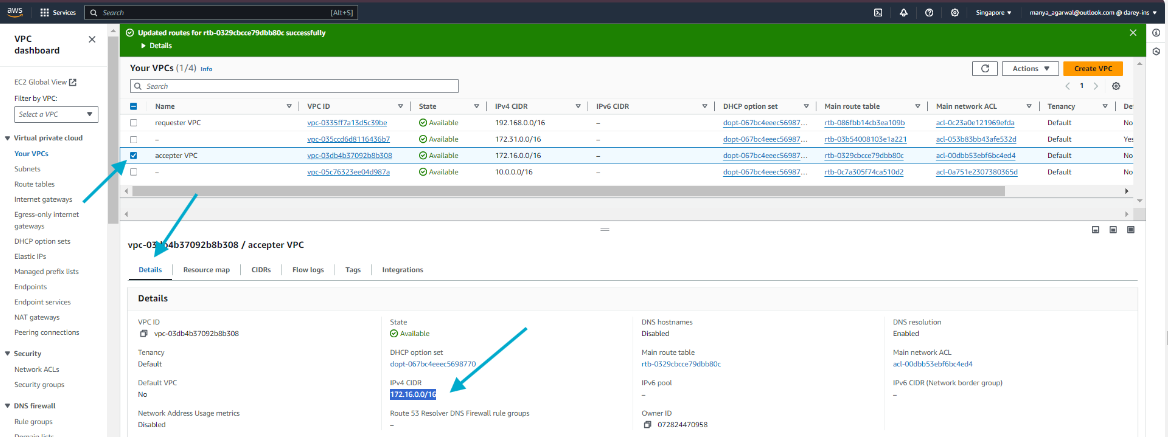 aws Services Search [Alt+S] Singapore manya_agarwal@outlook.com @ darey-ins
VPC dashboard
EC2 Global View
Filter by VPC:
Select a VPC
Virtual private cloud
Your VPCs
Subnets
Route tables
Internet gateways
Egress-only internet gateways
DHCP option sets
Elastic IPs
Managed prefix lists
Endpoints
Endpoint services
NAT gateways
Peering connections
Security
Network ACLs
Security groups
DNS firewall
Rule groups
Domain lists
Updated routes for rtb-0329cbcce79dbb80c successfully
Details
Your VPCs (1/4) Info Actions Create VPC
Search 1
Name VPC ID State IPv4 CIDR IPv6 CIDR DHCP option set Main route table Main network ACL Tenancy De
requester VPC vpc-0335ff7a13d5c39be Available 192.168.0.0/16 – dopt-067bc4eeec56987... rtb-086fbb14cb3ea109b acl-0c23a0e121969efda Default No
– vpc-035ccd6d8116436b7 Available 172.31.0.0/16 – dopt-067bc4eeec56987... rtb-03b54008103e1a221 acl-053b83bb43afe532d Default Yes
accepter VPC vpc-03db4b37092b8b308 Available 172.16.0.0/16 – dopt-067bc4eeec56987... rtb-0329cbcce79dbb80c acl-00dbb53ebf6bc4ed4 Default No
– vpc-05c76323ee04d987a Available 10.0.0.0/16 – dopt-067bc4eeec56987... rtb-0c7a305f74ca510d2 acl-0a751e2307380365d Default No
vpc-03db4b37092b8b308 / accepter VPC
Details Resource map CIDRs Flow logs Tags Integrations
Details
VPC ID State DNS hostnames DNS resolution
vpc-03db4b37092b8b308 Available Disabled Enabled
Tenancy DHCP option set Main route table Main network ACL
Default dopt-067bc4eeec5698770 rtb-0329cbcce79dbb80c acl-00dbb53ebf6bc4ed4
Default VPC IPv4 CIDR IPv6 pool IPv6 CIDR (Network border group)
No 172.16.0.0/16 – –
Network Address Usage metrics Route 53 Resolver DNS Firewall rule groups Owner ID
Disabled – 072824470958